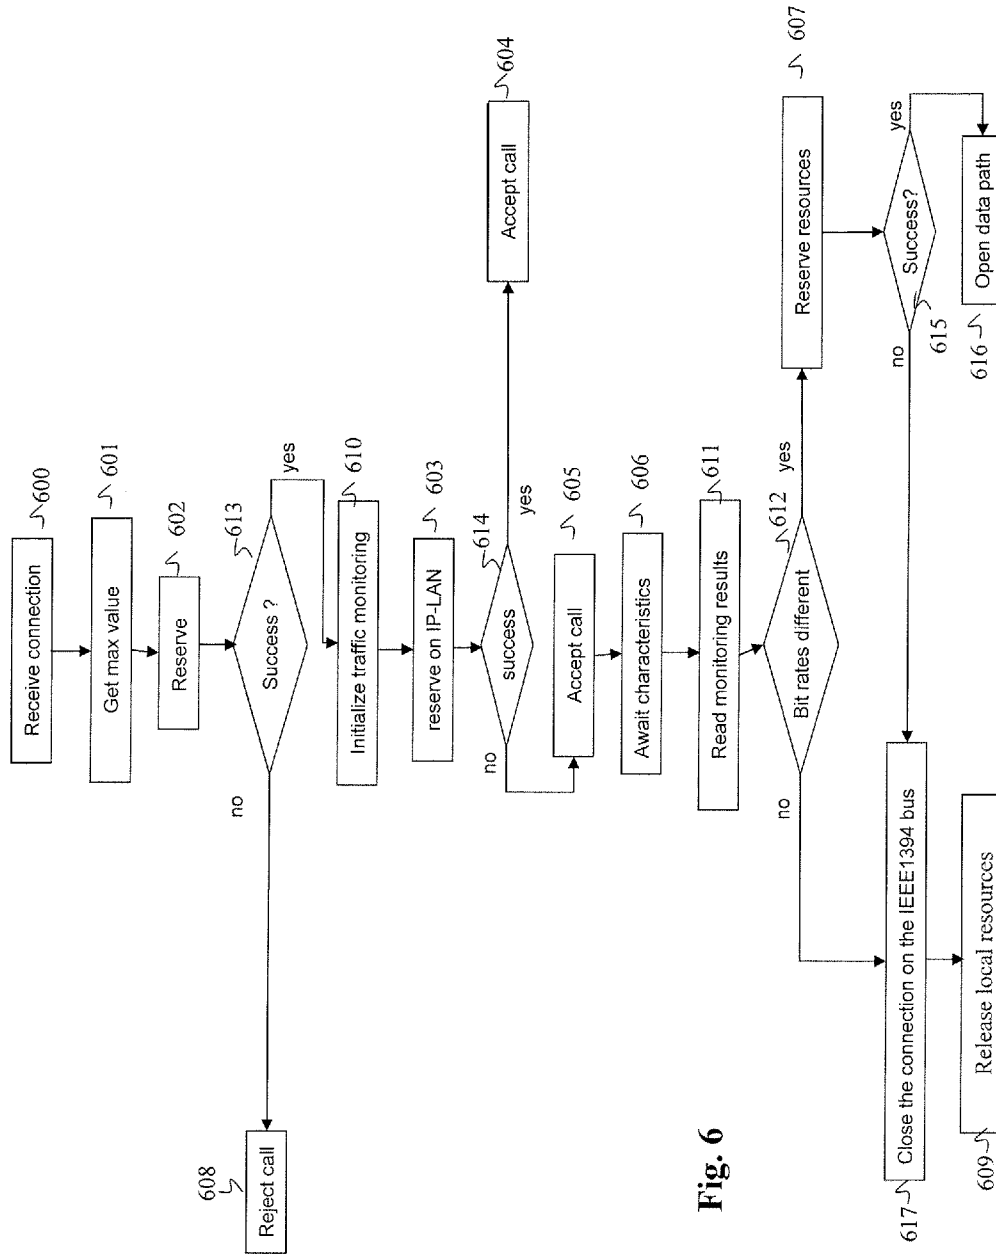 600
Receive connection
601
Get max value
602
Reserve
613
Success ?
no
yes
608
Reject call
610
Initialize traffic monitoring
603
reserve on IP-LAN
614
success
no
yes
604
Accept call
605
Accept call
606
Await characteristics
611
Read monitoring results
612
Bit rates different
no
yes
607
Reserve resources
Success?
615
no
yes
616
Open data path
617
Close the connection on the IEEE1394 bus
609
Release local resources
Fig. 6